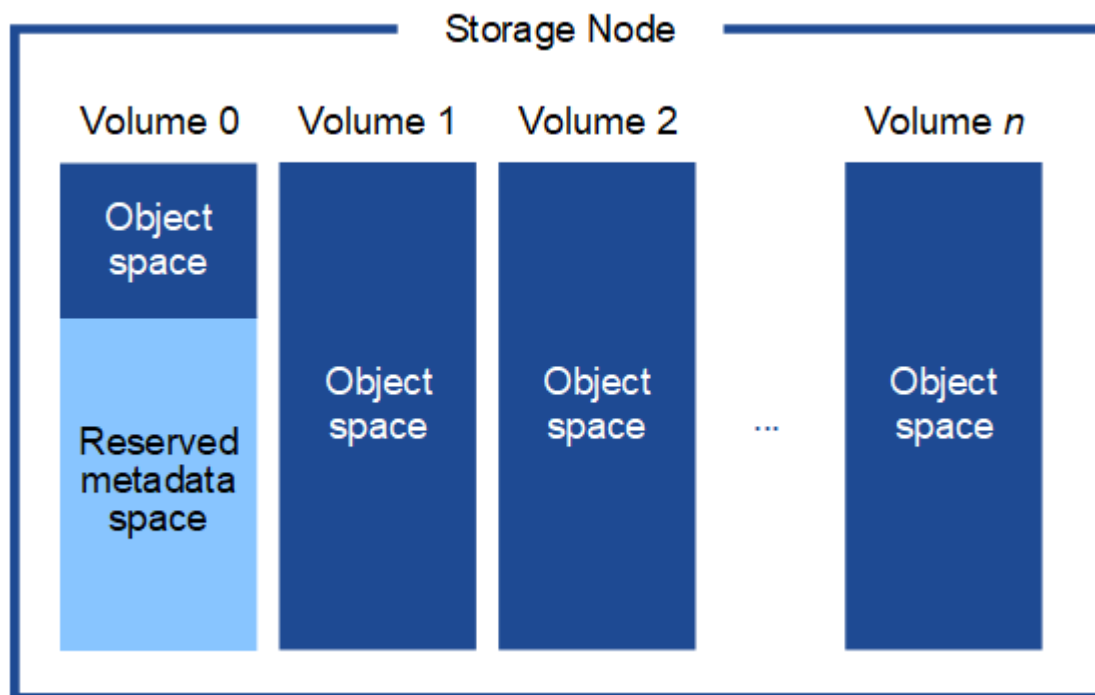 Storage Node
Volume 0
Volume 1
Volume 2
Volume n
Object
space
Reserved
metadata
space
Object
space
Object
space
...
Object
space